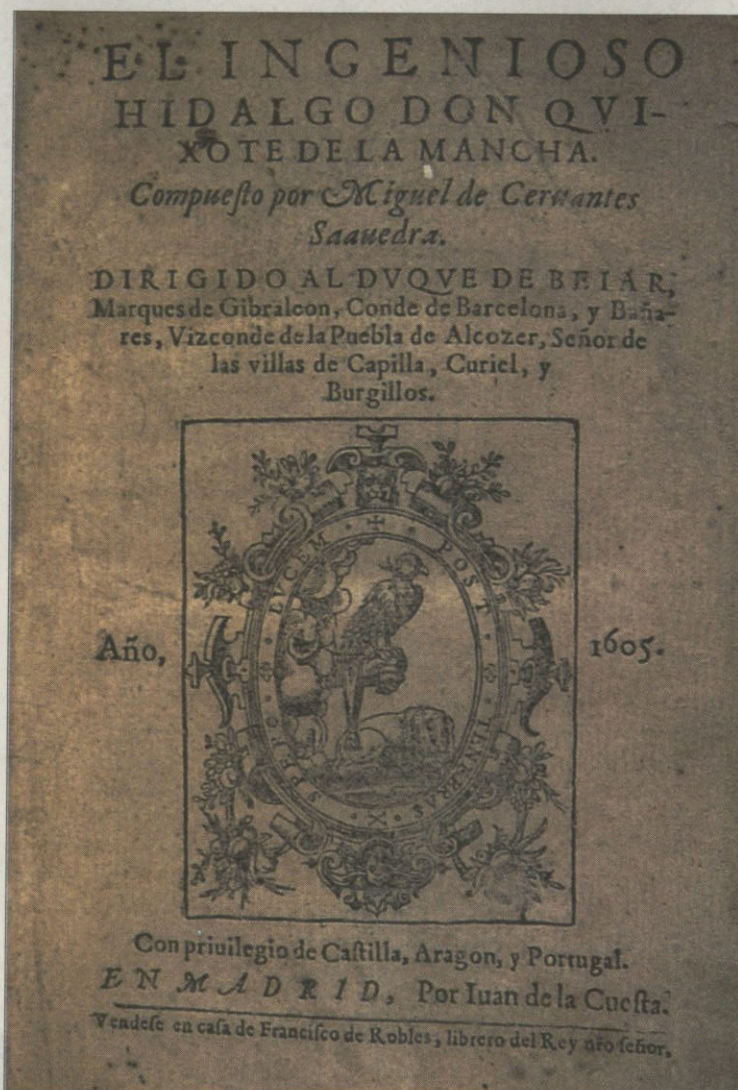 EL INGENIOSO
HIDALGO DON QVI-
XOTE DE LA MANCHA.
Compuesto por Miguel de Ceruantes
Saauedra.
DIRIGIDO AL DVQVE DE BEIAR,
Marques de Gibraleon, Conde de Barcelona, y Baña-
res, Vizconde de la Puebla de Alcozer, Señor de
las villas de Capilla, Curiel, y
Burgillos.
SPERO LVCEM POST TENEBRAS
Año, 1605.
Con priuilegio de Castilla, Aragon, y Portugal.
EN MADRID, Por Iuan de la Cuesta.
Vendese en casa de Francisco de Robles, librero del Rey nro señor.